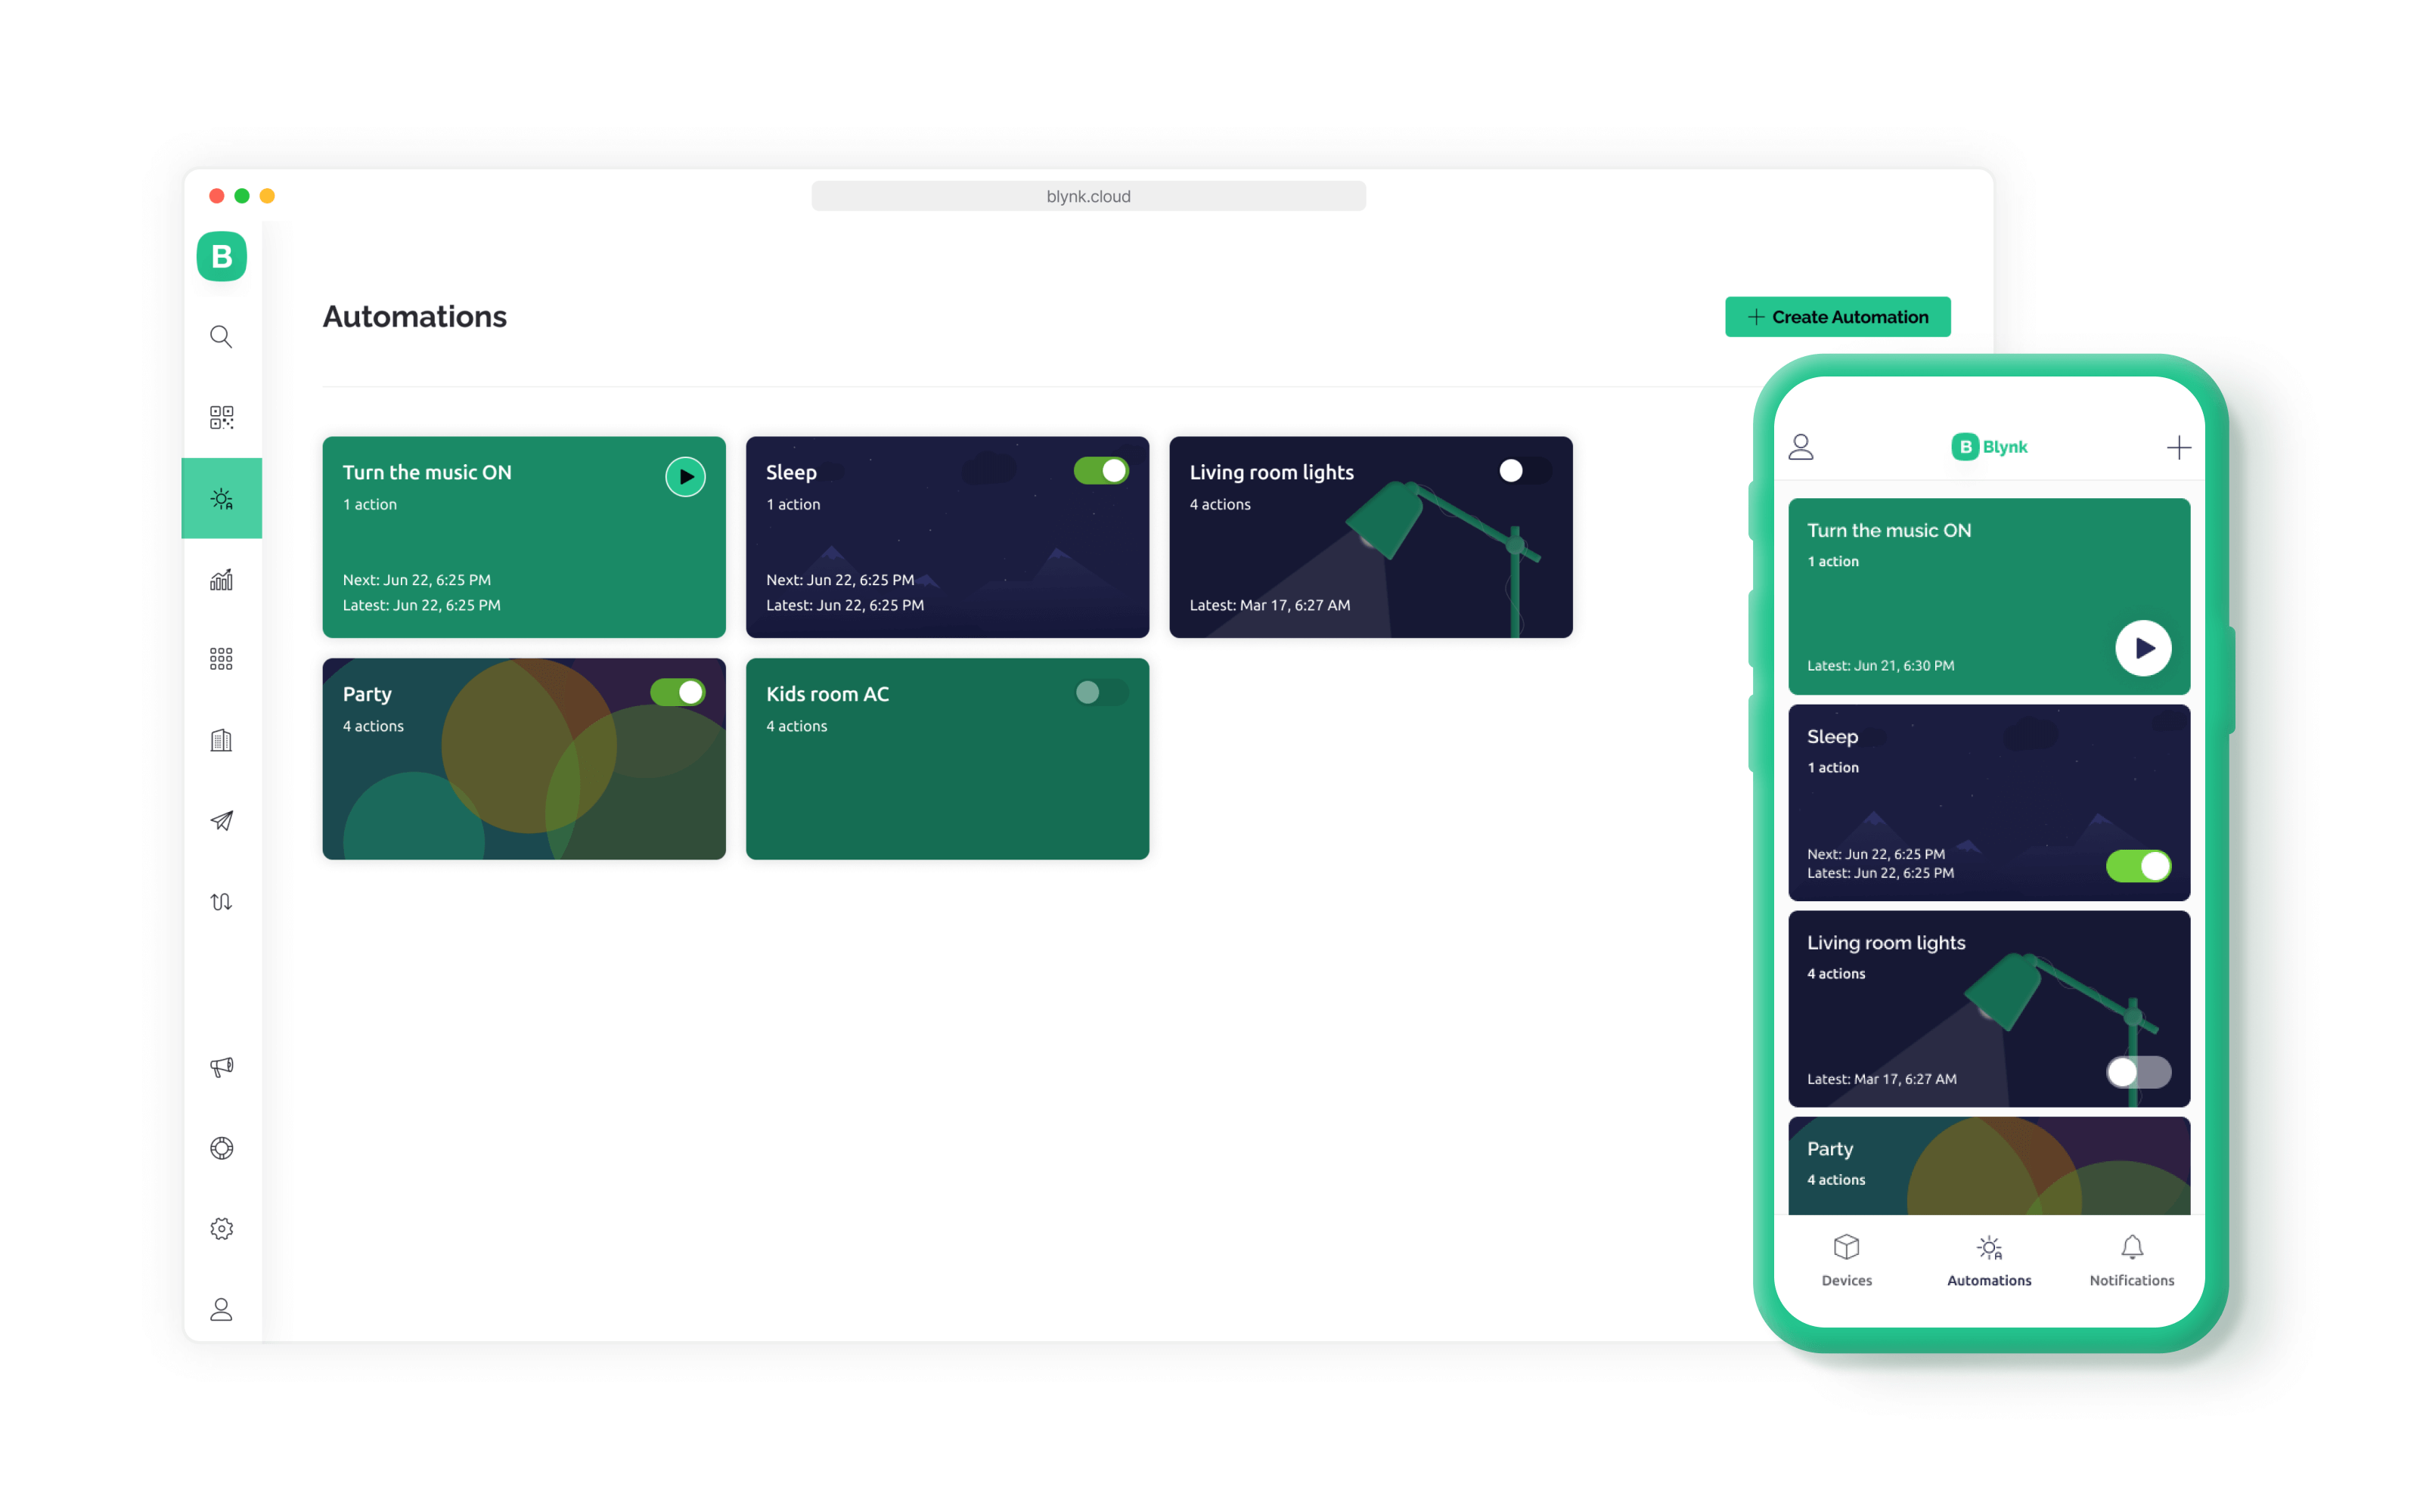 blynk.cloud
B
Automations
Create Automation
Turn the music ON
1 action
Next: Jun 22, 6:25 PM
Latest: Jun 22, 6:25 PM
Sleep
1 action
Next: Jun 22, 6:25 PM
Latest: Jun 22, 6:25 PM
Living room lights
4 actions
Latest: Mar 17, 6:27 AM
Party
4 actions
Kids room AC
4 actions
B Blynk
Turn the music ON
1 action
Latest: Jun 21, 6:30 PM
Sleep
1 action
Next: Jun 22, 6:25 PM
Latest: Jun 22, 6:25 PM
Living room lights
4 actions
Latest: Mar 17, 6:27 AM
Party
4 actions
Devices
Automations
Notifications